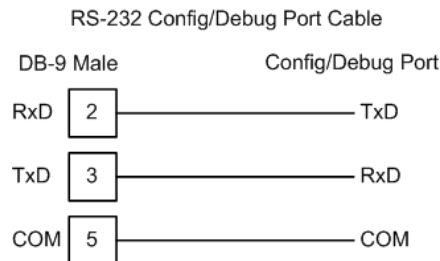 RS-232 Config/Debug Port Cable
DB-9 Male Config/Debug Port
RxD 2 TxD
TxD 3 RxD
COM 5 COM